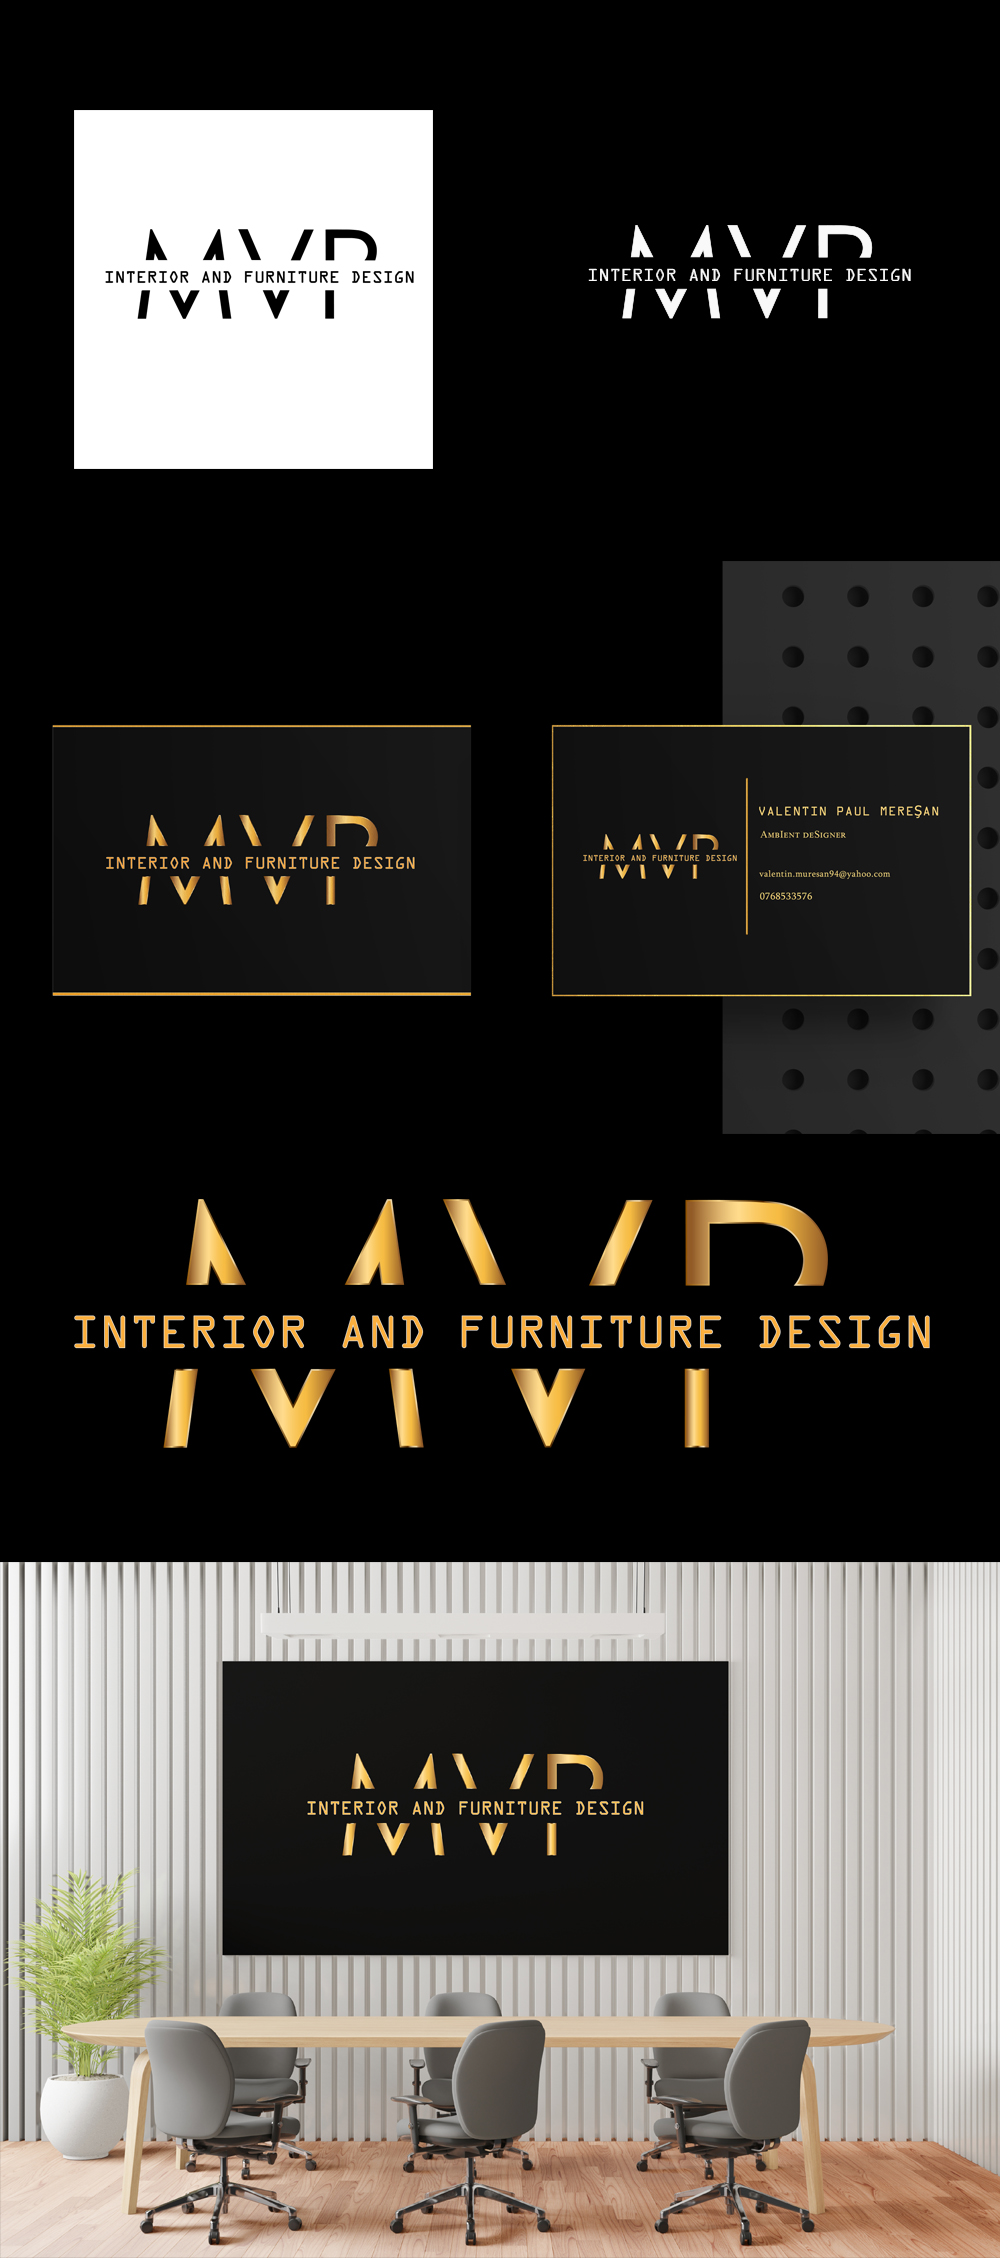 MVP
INTERIOR AND FURNITURE DESIGN
MVP
INTERIOR AND FURNITURE DESIGN
MVP
INTERIOR AND FURNITURE DESIGN
MVP
INTERIOR AND FURNITURE DESIGN
VALENTIN PAUL MEREŞAN
AmbIent deSigner
valentin.muresan94@yahoo.com
0768533576
MVP
INTERIOR AND FURNITURE DESIGN
MVP
INTERIOR AND FURNITURE DESIGN